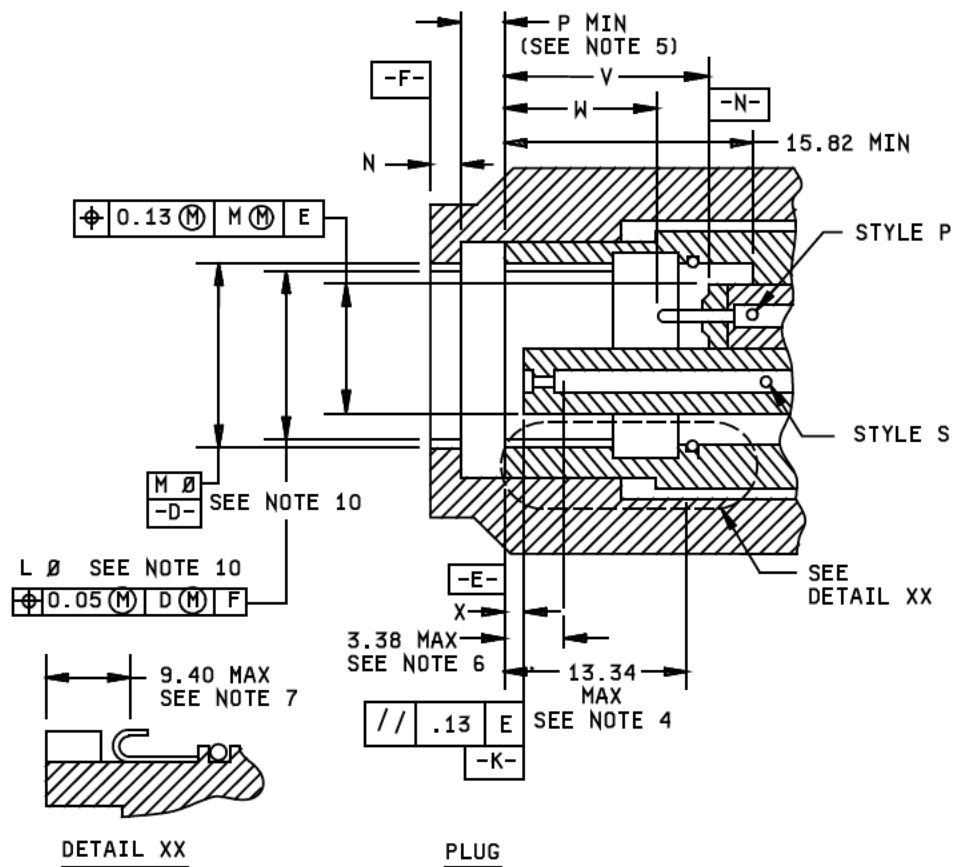 P MIN
(SEE NOTE 5)
-F-
V
-N-
W
15.82 MIN
N
⌖ 0.13 Ⓜ M Ⓜ E
STYLE P
STYLE S
M Ø
-D-
SEE NOTE 10
L Ø SEE NOTE 10
⌖ 0.05 Ⓜ D Ⓜ F
-E-
SEE
DETAIL XX
X
3.38 MAX
SEE NOTE 6
9.40 MAX
SEE NOTE 7
13.34
MAX
SEE NOTE 4
// .13 E
-K-
DETAIL XX
PLUG